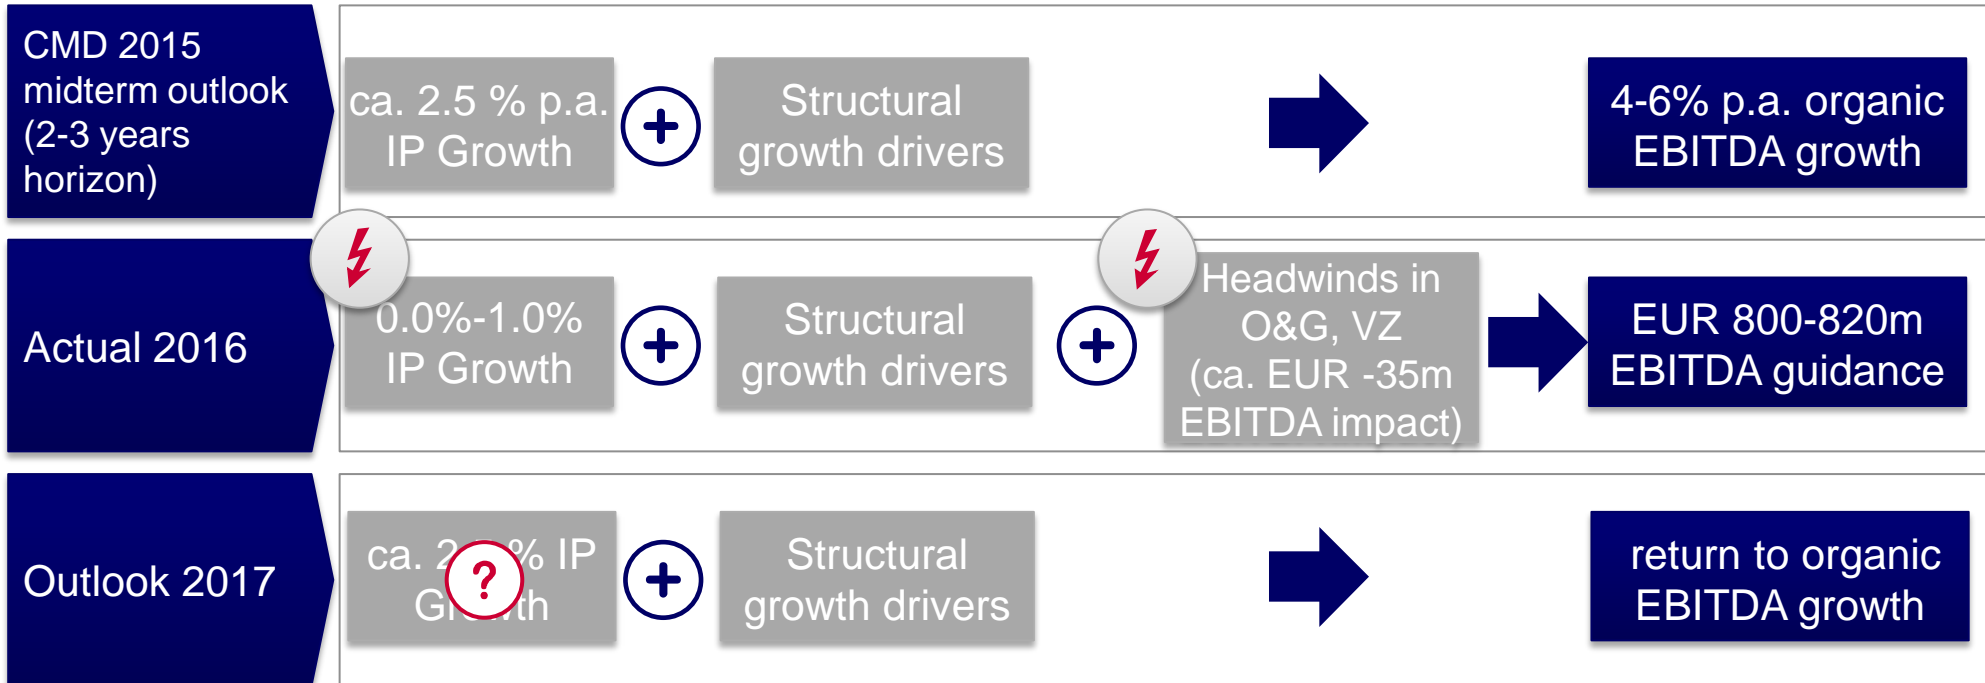 CMD 2015
midterm outlook
(2-3 years
horizon)
ca. 2.5 % p.a.
IP Growth
+
Structural
growth drivers
4-6% p.a. organic
EBITDA growth
Actual 2016
0.0%-1.0%
IP Growth
+
Structural
growth drivers
+
Headwinds in
O&G, VZ
(ca. EUR -35m
EBITDA impact)
EUR 800-820m
EBITDA guidance
Outlook 2017
ca. % IP
?
+
Structural
growth drivers
return to organic
EBITDA growth